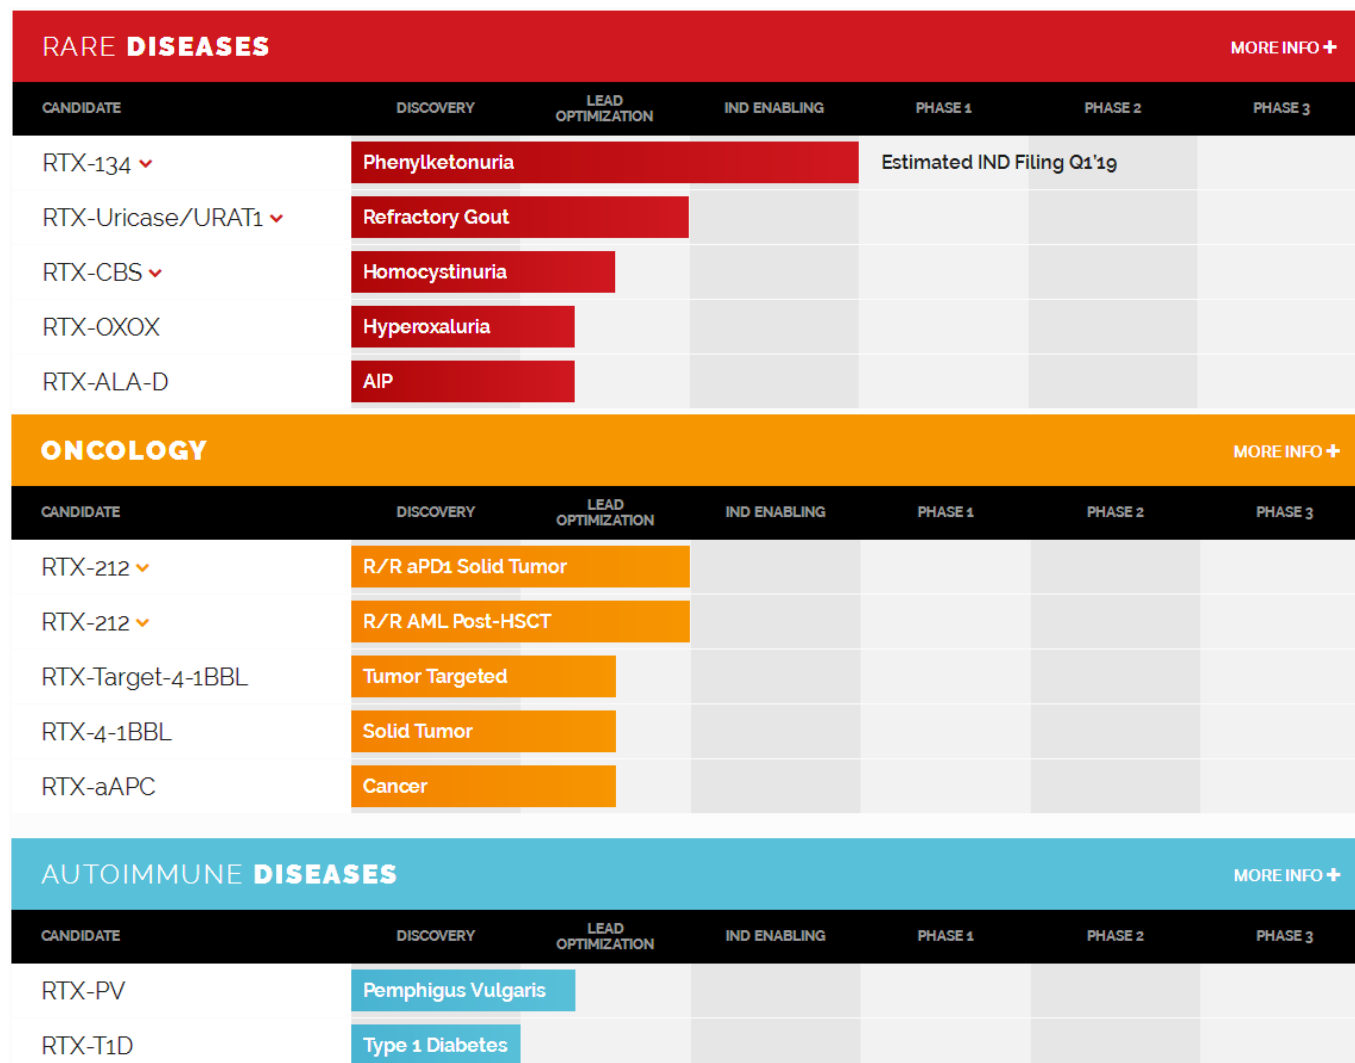 RARE DISEASES MORE INFO +
CANDIDATE DISCOVERY LEAD OPTIMIZATION IND ENABLING PHASE 1 PHASE 2 PHASE 3
RTX-134 Phenylketonuria Estimated IND Filing Q1'19
RTX-Uricase/URAT1 Refractory Gout
RTX-CBS Homocystinuria
RTX-OXOX Hyperoxaluria
RTX-ALA-D AIP
ONCOLOGY MORE INFO +
CANDIDATE DISCOVERY LEAD OPTIMIZATION IND ENABLING PHASE 1 PHASE 2 PHASE 3
RTX-212 R/R aPD1 Solid Tumor
RTX-212 R/R AML Post-HSCT
RTX-Target-4-1BBL Tumor Targeted
RTX-4-1BBL Solid Tumor
RTX-aAPC Cancer
AUTOIMMUNE DISEASES MORE INFO +
CANDIDATE DISCOVERY LEAD OPTIMIZATION IND ENABLING PHASE 1 PHASE 2 PHASE 3
RTX-PV Pemphigus Vulgaris
RTX-T1D Type 1 Diabetes